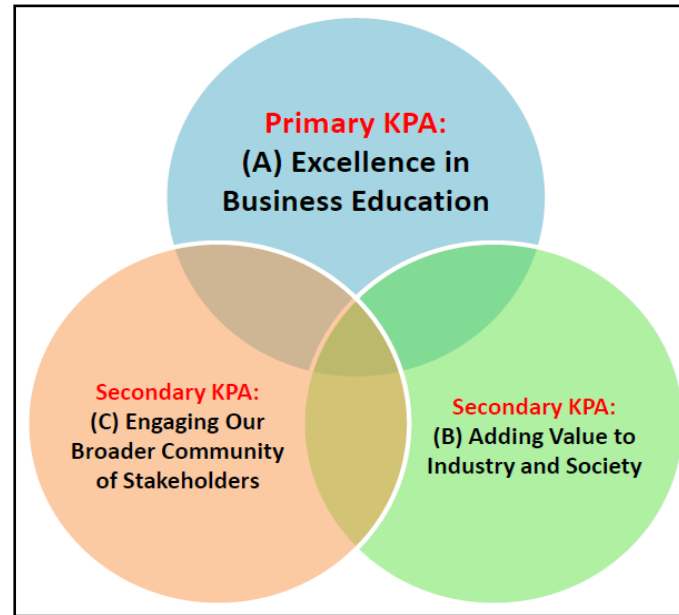 Primary KPA:
(A) Excellence in
Business Education
Secondary KPA:
(C) Engaging Our
Broader Community
of Stakeholders
Secondary KPA:
(B) Adding Value to
Industry and Society